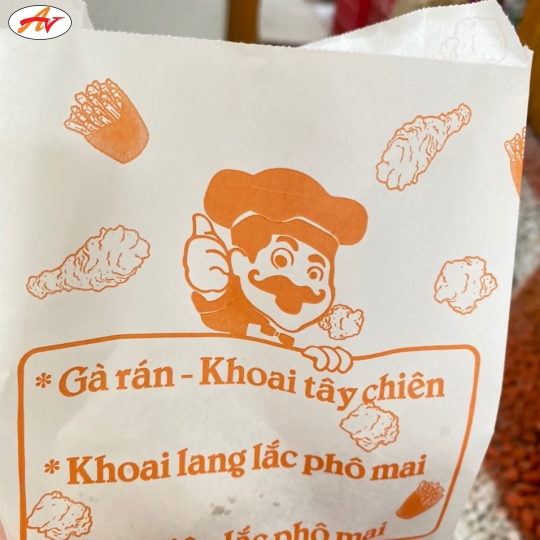 AV
* Gà rán - Khoai tây chiên
* Khoai lang lắc phô mai
lắc phô mai